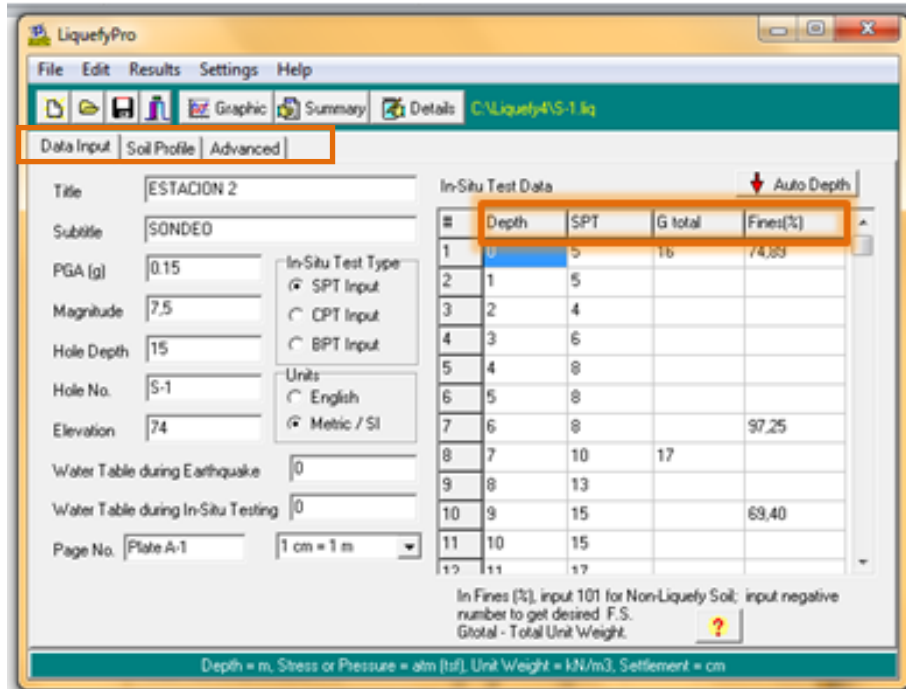 LiquefyPro
File Edit Results Settings Help
Graphic Summary Details C:\Liquefy4\S-1.liq
Data Input Soil Profile Advanced
Title ESTACION 2
Subtitle SONDEO
PGA (g) 0.15
Magnitude 7,5
Hole Depth 15
Hole No. S-1
Elevation 74
In-Situ Test Type
SPT Input
CPT Input
BPT Input
Units
English
Metric / SI
Water Table during Earthquake 0
Water Table during In-Situ Testing 0
Page No. Plate A-1 1 cm = 1 m
In-Situ Test Data Auto Depth
# Depth SPT G total Fines(%)
1 0 5 16 74,89
2 1 5
3 2 4
4 3 6
5 4 8
6 5 8
7 6 8 97,25
8 7 10 17
9 8 13
10 9 15 69,40
11 10 15
12 11 17
In Fines (%), input 101 for Non-Liquefy Soil; input negative
number to get desired F.S.
Gtotal - Total Unit Weight. ?
Depth = m, Stress or Pressure = atm (tsf), Unit Weight = kN/m3, Settlement = cm